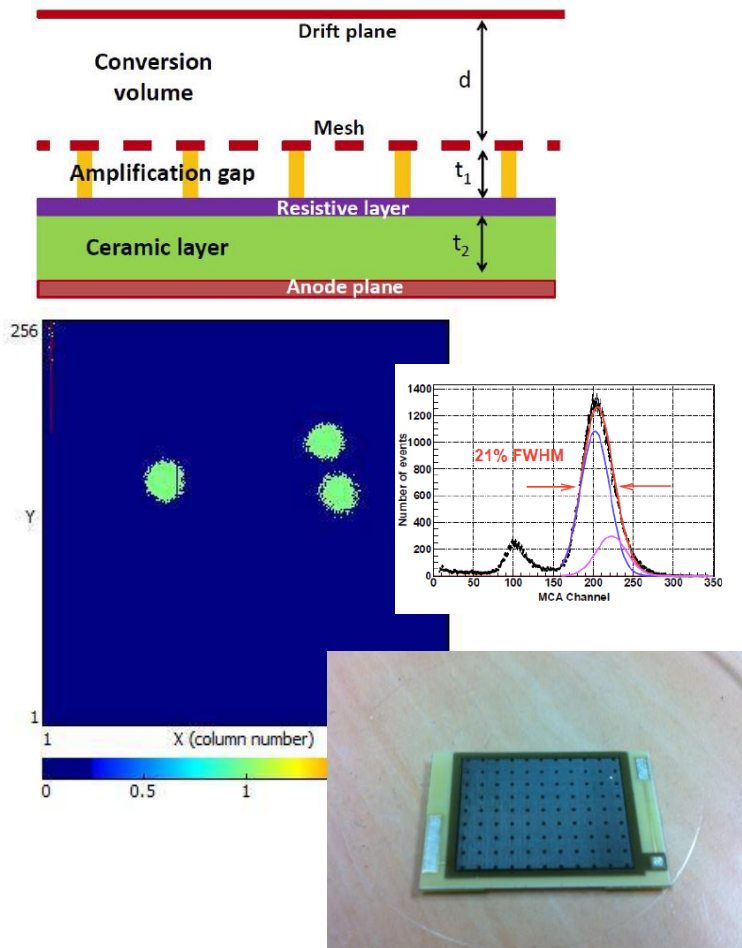 Drift plane
Conversion
volume
d
Mesh
Amplification gap
t1
Resistive layer
Ceramic layer
t2
Anode plane
256
Y
1
1
X (column number)
0
0.5
1
1400
1200
1000
800
600
400
200
0
Number of events
21% FWHM
0
50
100
150
200
250
300
350
MCA Channel